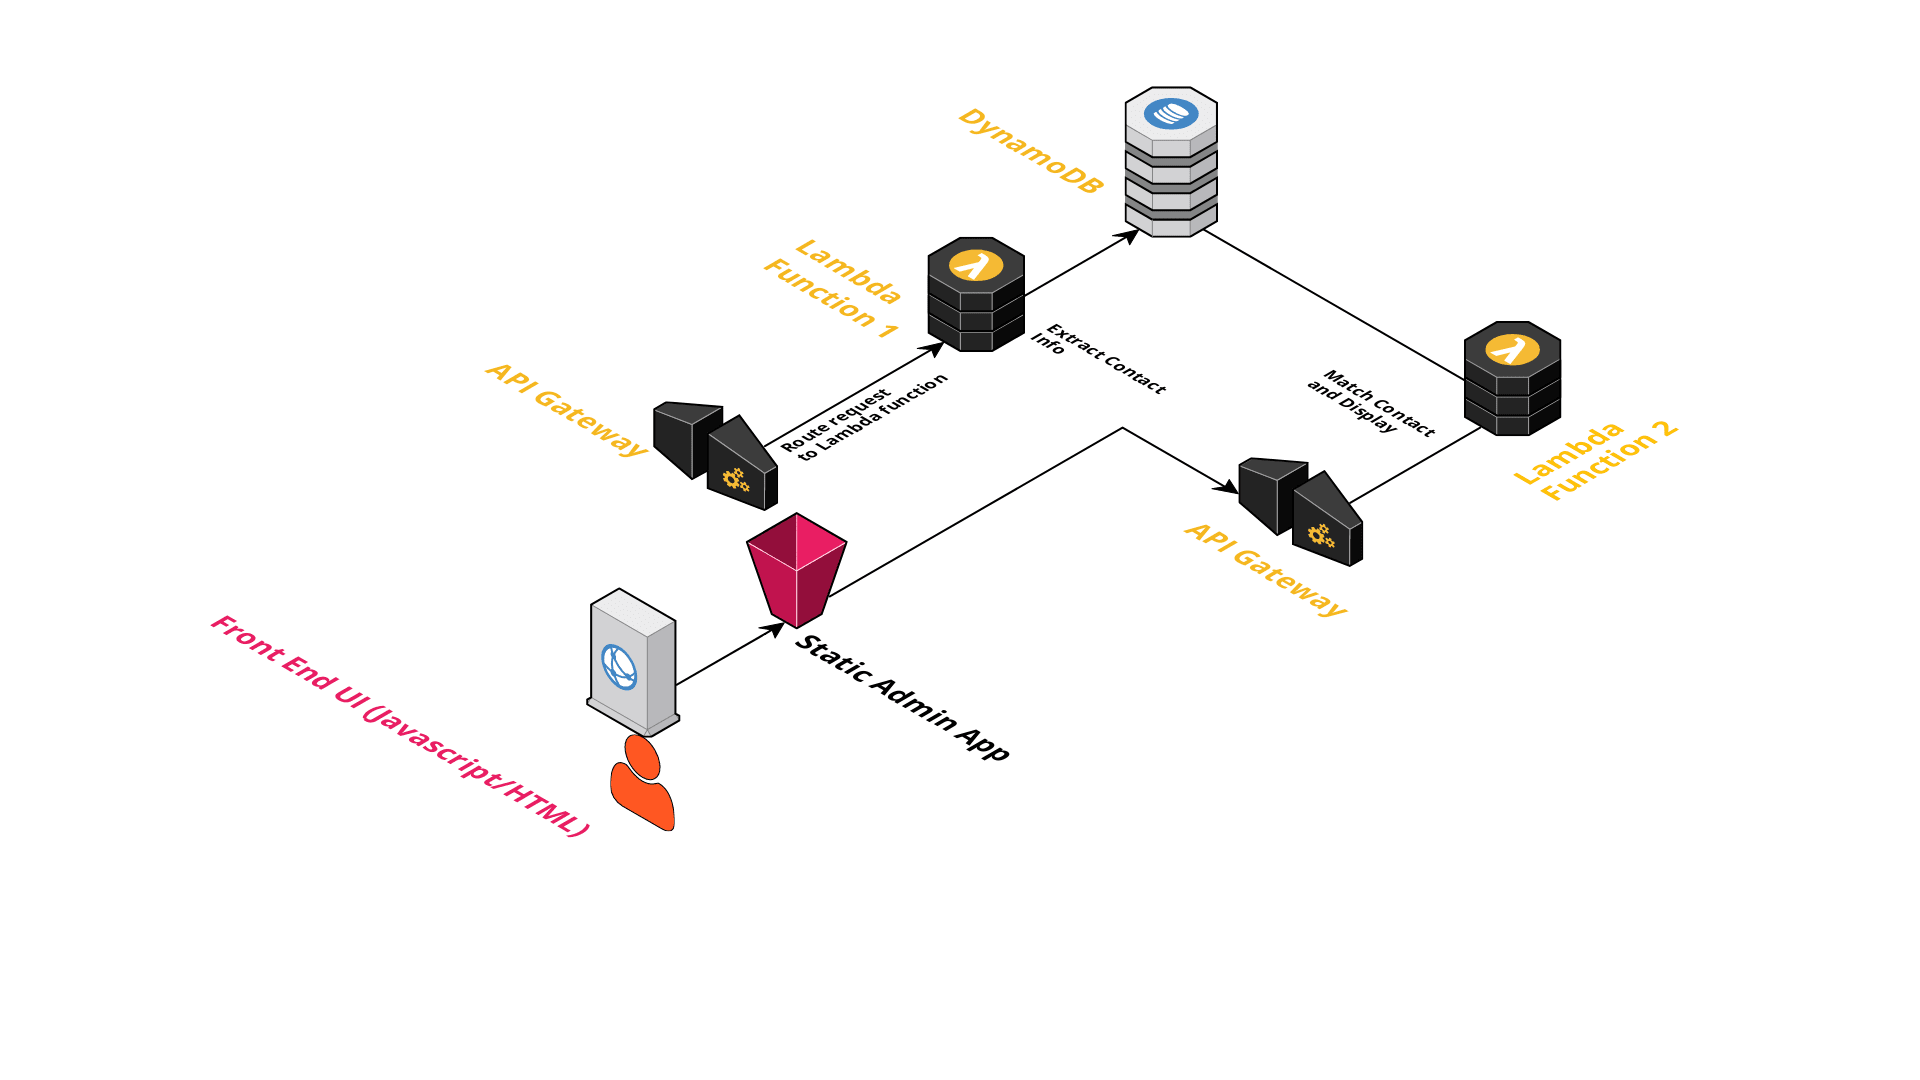 DynamoDB
Lambda
Function 1
Extract Contact
Info
Match Contact
and Display
API Gateway
Route request
to Lambda function
Lambda
Function 2
API Gateway
Static Admin App
Front End UI (Javascript/HTML)